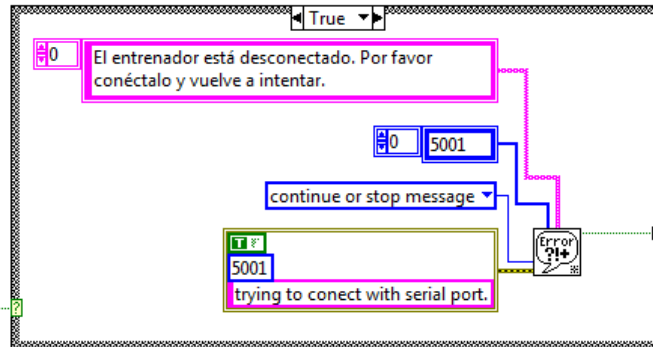 True
0
El entrenador está desconectado. Por favor
conéctalo y vuelve a intentar.
0
5001
continue or stop message
T F
5001
trying to conect with serial port.
Error
?!+
?